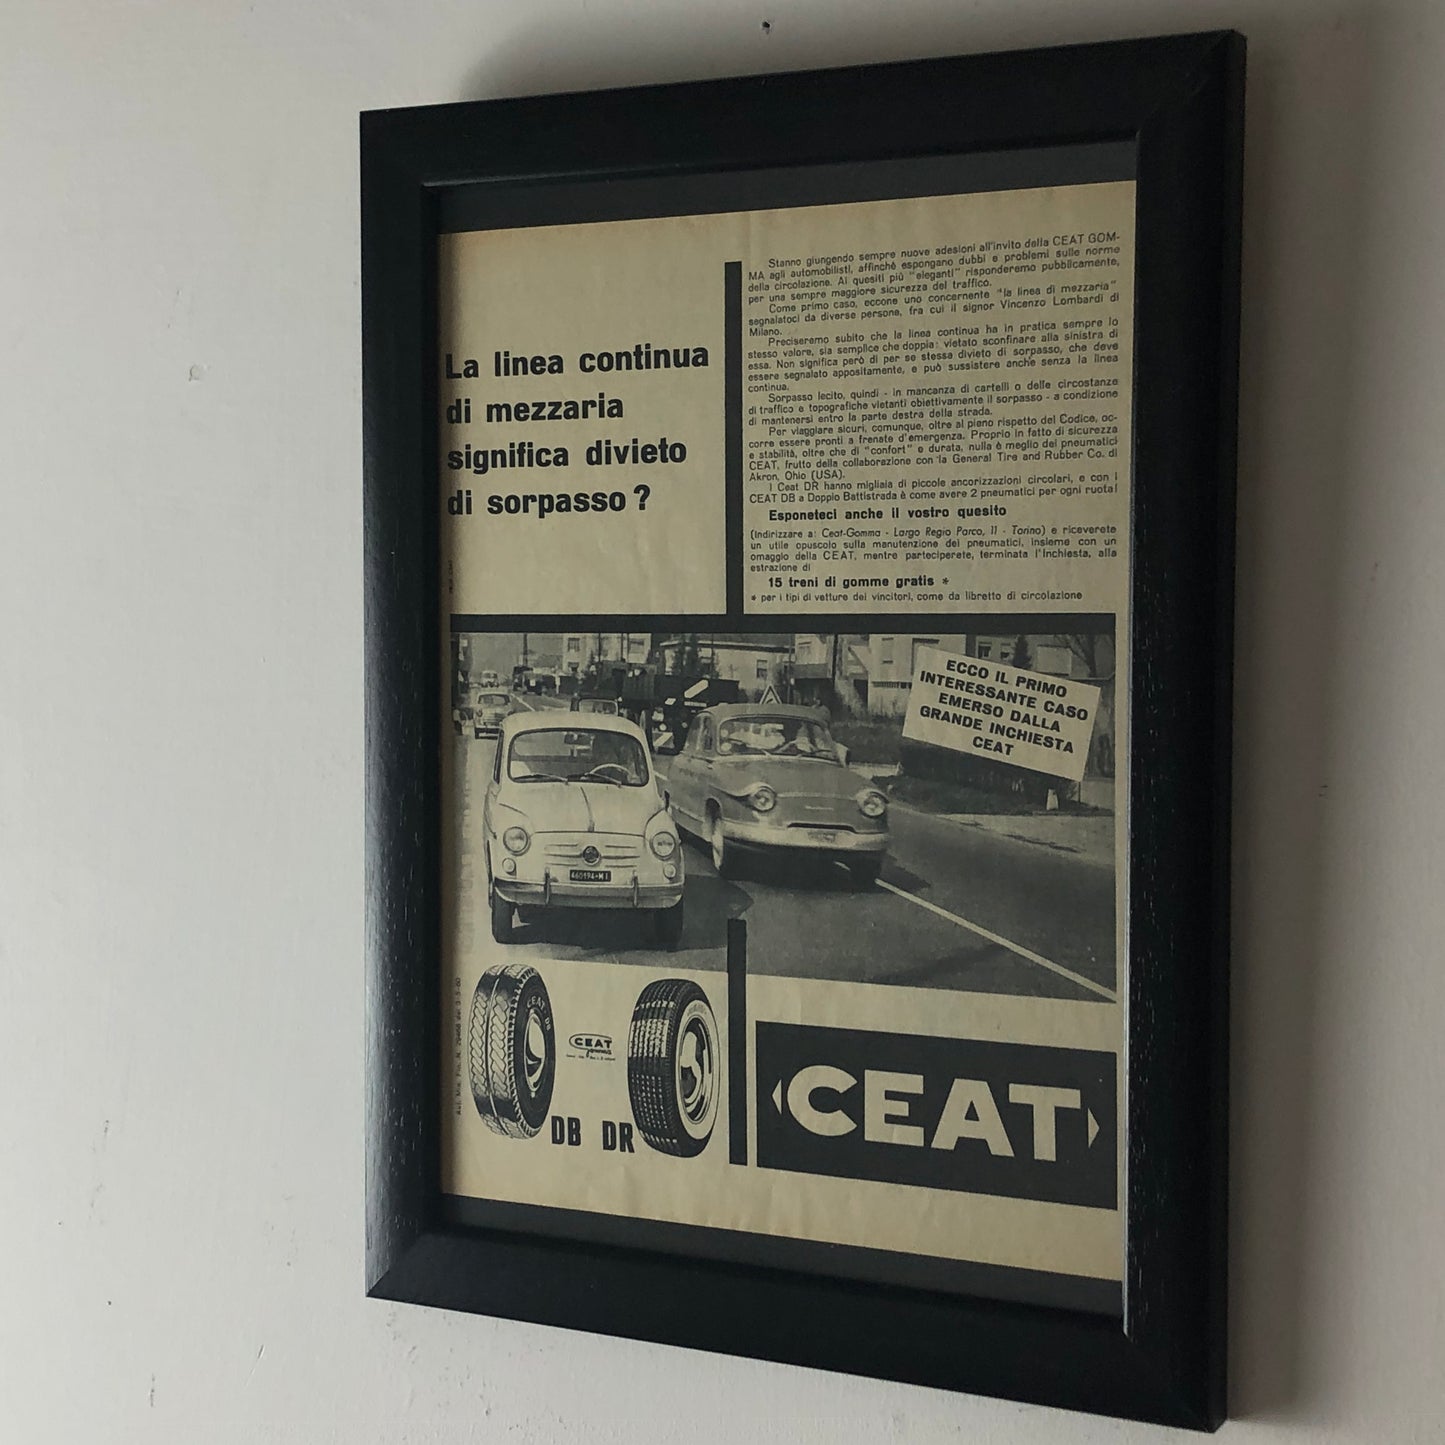 La linea continua
di mezzaria
significa divieto
di sorpasso ?
Stanno giungendo sempre nuove adesioni all'invito della CEAT GOM-
MA agli automobilisti, affinchè espongano dubbi e problemi sulle norme
della circolazione. Ai quesiti più "eleganti" risponderemo pubblicamente,
per una sempre maggiore sicurezza del traffico.
Come primo caso, eccone uno concernente "la linea di mezzaria"
segnalatoci da diverse persone, fra cui il signor Vincenzo Lombardi di
Milano.
Preciseremo subito che la linea continua ha in pratica sempre lo
stesso valore, sia semplice che doppia: vietato sconfinare alla sinistra di
essa. Non significa però di per se stessa divieto di sorpasso, che deve
essere segnalato appositamente, e può sussistere anche senza la linea
continua.
Sorpasso lecito, quindi - in mancanza di cartelli o delle circostanze
di traffico e topografiche vietanti obiettivamente il sorpasso - a condizione
di mantenersi entro la parte destra della strada.
Per viaggiare sicuri, comunque, oltre al pieno rispetto del Codice, oc-
corre essere pronti a frenate d'emergenza. Proprio in fatto di sicurezza
e stabilità, oltre che di "confort" e durata, nulla è meglio dei pneumatici
CEAT, frutto della collaborazione con la General Tire and Rubber Co. di
Akron, Ohio (USA).
I Ceat DR hanno migliaia di piccole ancorizzazioni circolari, e con i
CEAT DB a Doppio Battistrada è come avere 2 pneumatici per ogni ruota!
Esponeteci anche il vostro quesito
(Indirizzare a: Ceat-Gomma - Largo Regio Parco, 11 - Torino) e riceverete
un utile opuscolo sulla manutenzione dei pneumatici, insieme con un
omaggio della CEAT, mentre parteciperete, terminata l'Inchiesta, alla
estrazione di
15 treni di gomme gratis *
* per i tipi di vetture dei vincitori, come da libretto di circolazione
ECCO IL PRIMO
INTERESSANTE CASO
EMERSO DALLA
GRANDE INCHIESTA
CEAT
460194-MI
CEAT DB
CEAT
DB DR
CEAT